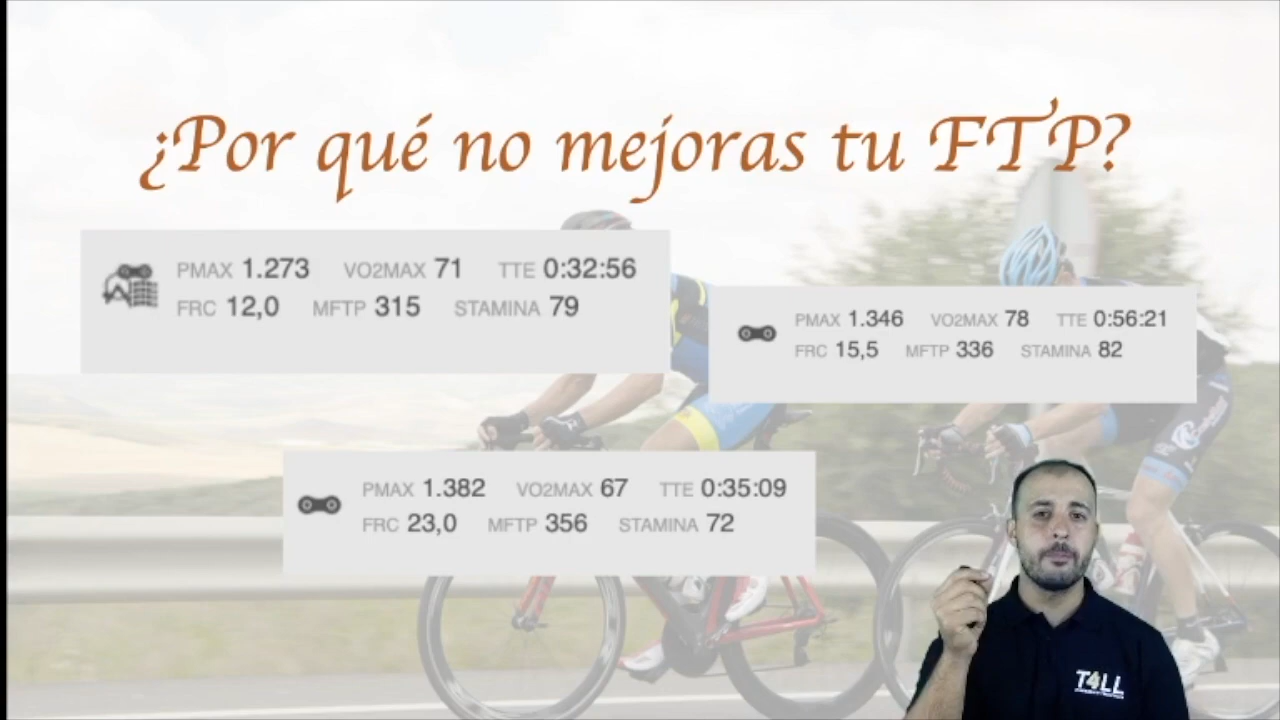 ¿Por qué no mejoras tu FTP?
PMAX 1.273 VO2MAX 71 TTE 0:32:56
FRC 12,0 MFTP 315 STAMINA 79
PMAX 1.346 VO2MAX 78 TTE 0:56:21
FRC 15,5 MFTP 336 STAMINA 82
PMAX 1.382 VO2MAX 67 TTE 0:35:09
FRC 23,0 MFTP 356 STAMINA 72
T4LL